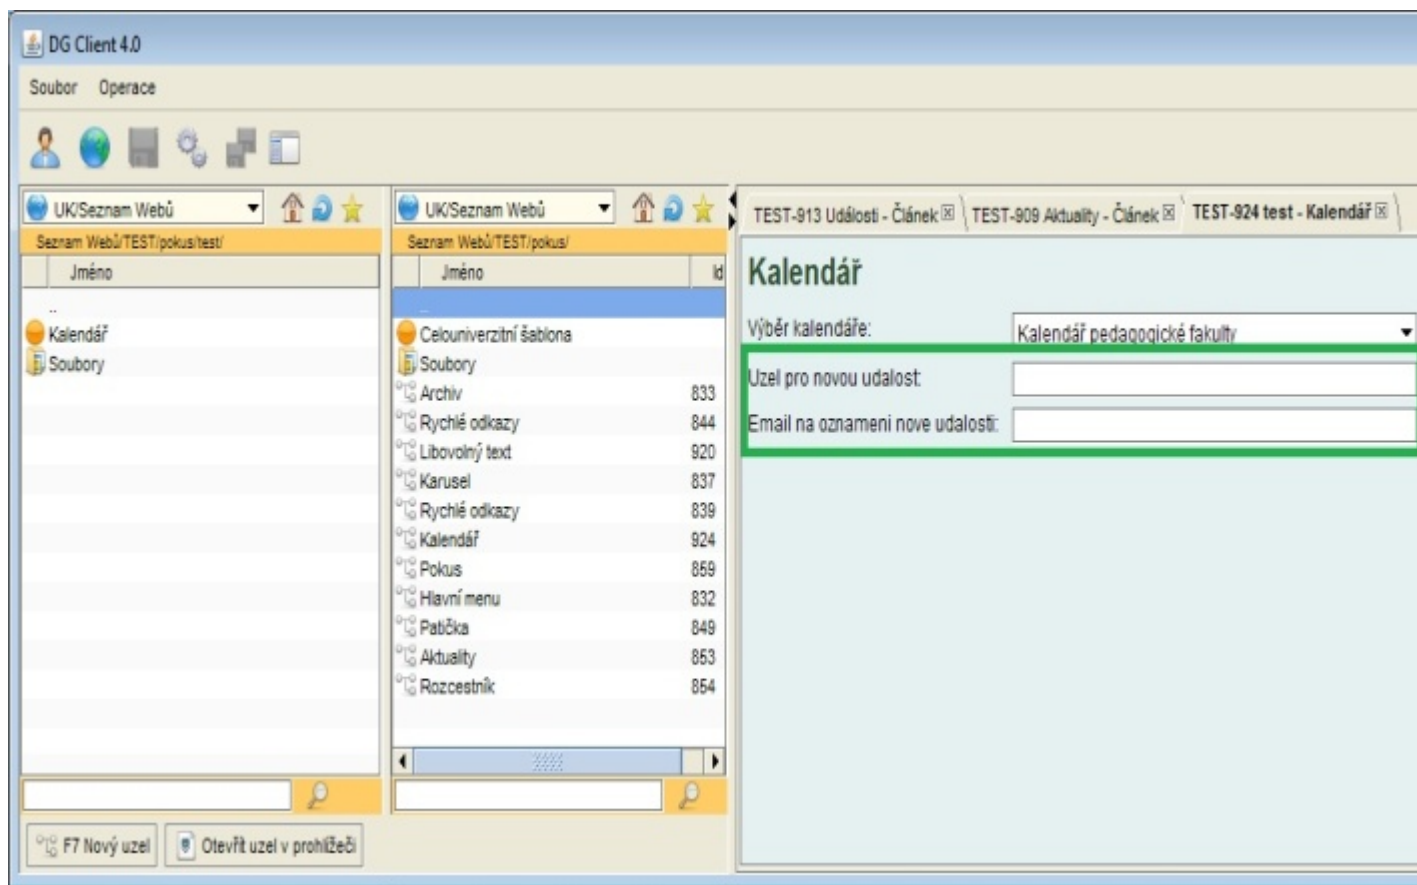 DG Client 4.0
Soubor Operace
UK/Seznam Webů
Seznam Webů/TEST/pokus/test/
Jméno
..
Kalendář
Soubory
F7 Nový uzel
Otevřít uzel v prohlížeči
UK/Seznam Webů
Seznam Webů/TEST/pokus/
Jméno Id
..
Celouniverzitní šablona
Soubory
Archiv 833
Rychlé odkazy 844
Libovolný text 920
Karusel 837
Rychlé odkazy 839
Kalendář 924
Pokus 859
Hlavní menu 832
Patička 849
Aktuality 853
Rozcestník 854
TEST-913 Události - Článek TEST-909 Aktuality - Článek TEST-924 test - Kalendář
Kalendář
Výběr kalendáře: Kalendář pedagogické fakulty
Uzel pro novou udalost:
Email na oznameni nove udalosti: